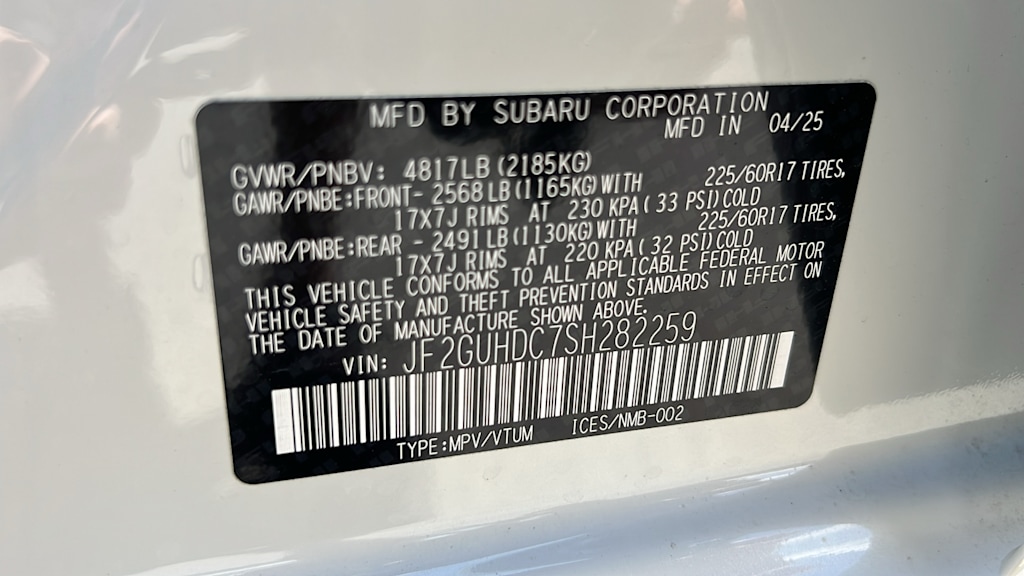 MFD BY SUBARU CORPORATION
MFD IN 04/25
GVWR/PNBV: 4817LB (2185KG)
GAWR/PNBE:FRONT- 2568LB (1165KG) WITH 225/60R17 TIRES,
17X7J RIMS AT 230 KPA ( 33 PSI) COLD
GAWR/PNBE:REAR - 2491LB (1130KG) WITH 225/60R17 TIRES,
17X7J RIMS AT 220 KPA ( 32 PSI) COLD
THIS VEHICLE CONFORMS TO ALL APPLICABLE FEDERAL MOTOR
VEHICLE SAFETY AND THEFT PREVENTION STANDARDS IN EFFECT ON
THE DATE OF MANUFACTURE SHOWN ABOVE.
VIN: JF2GUHDC7SH282259
TYPE:MPV/VTUM ICES/NMB-002